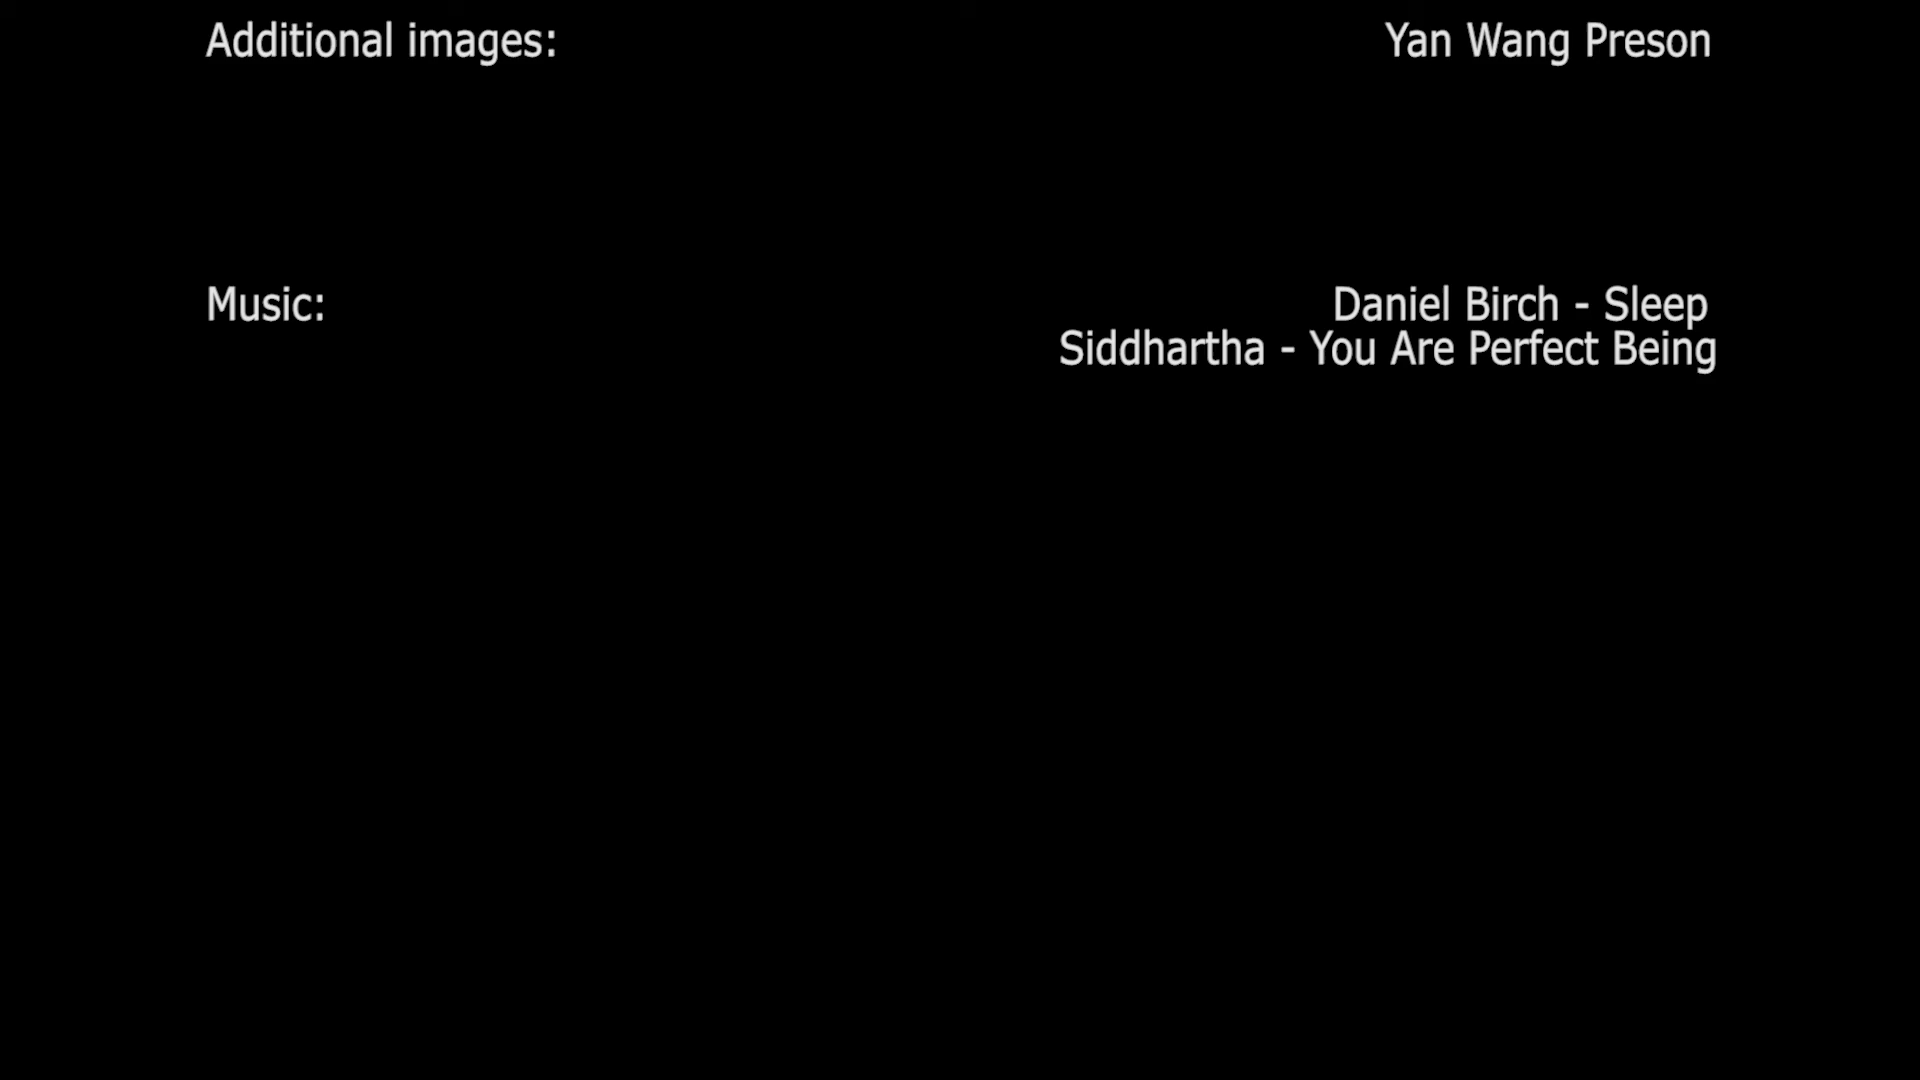 Additional images: Yan Wang Preson
Music: Daniel Birch - Sleep
Siddhartha - You Are Perfect Being